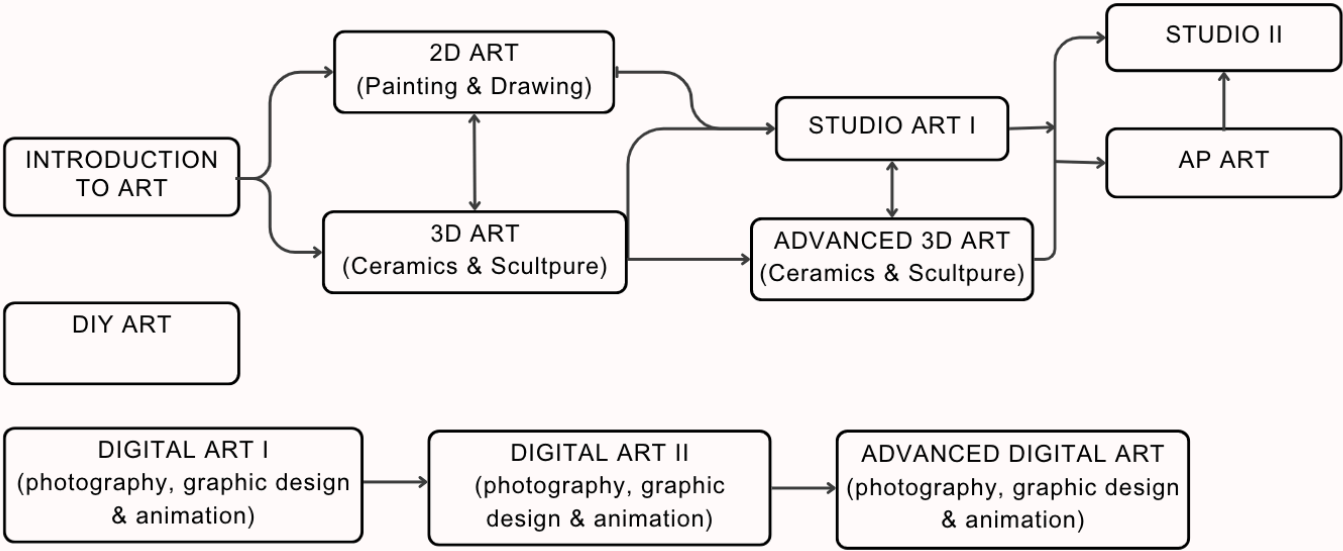 INTRODUCTION
TO ART
2D ART
(Painting & Drawing)
3D ART
(Ceramics & Scultpure)
STUDIO ART I
ADVANCED 3D ART
(Ceramics & Scultpure)
STUDIO II
AP ART
DIY ART
DIGITAL ART I
(photography, graphic design
& animation)
DIGITAL ART II
(photography, graphic
design & animation)
ADVANCED DIGITAL ART
(photography, graphic design
& animation)